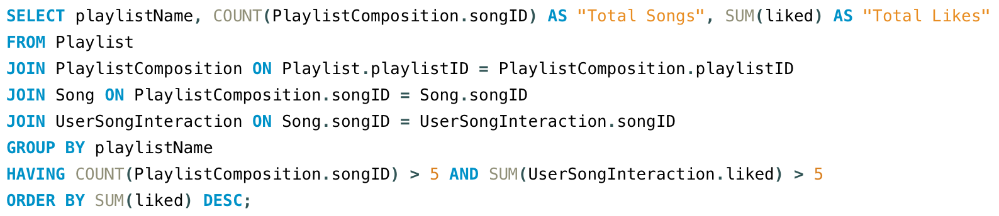 SELECT playlistName, COUNT(PlaylistComposition.songID) AS "Total Songs", SUM(liked) AS "Total Likes"
FROM Playlist
JOIN PlaylistComposition ON Playlist.playlistID = PlaylistComposition.playlistID
JOIN Song ON PlaylistComposition.songID = Song.songID
JOIN UserSongInteraction ON Song.songID = UserSongInteraction.songID
GROUP BY playlistName
HAVING COUNT(PlaylistComposition.songID) > 5 AND SUM(UserSongInteraction.liked) > 5
ORDER BY SUM(liked) DESC;